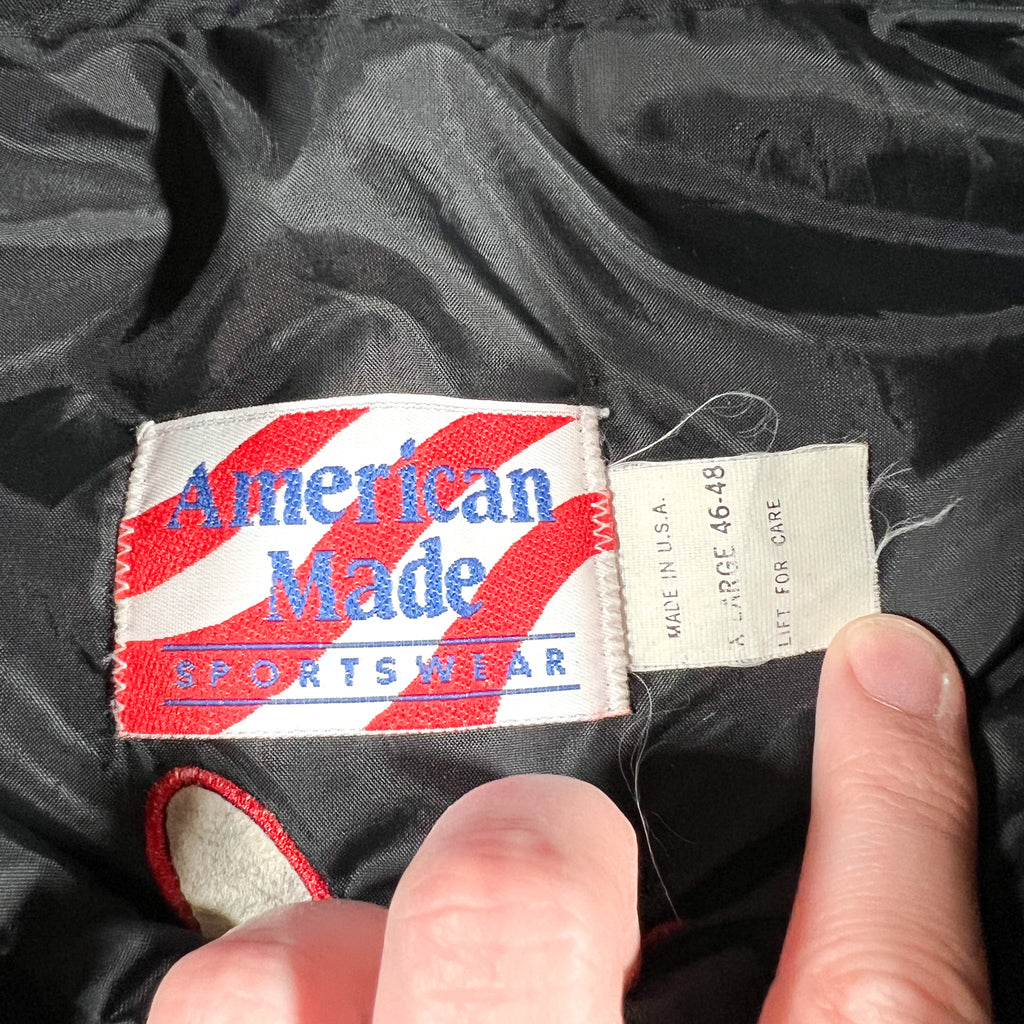 American
Made
SPORTSWEAR
MADE IN U.S.A.
X LARGE 46-48
LIFT FOR CARE